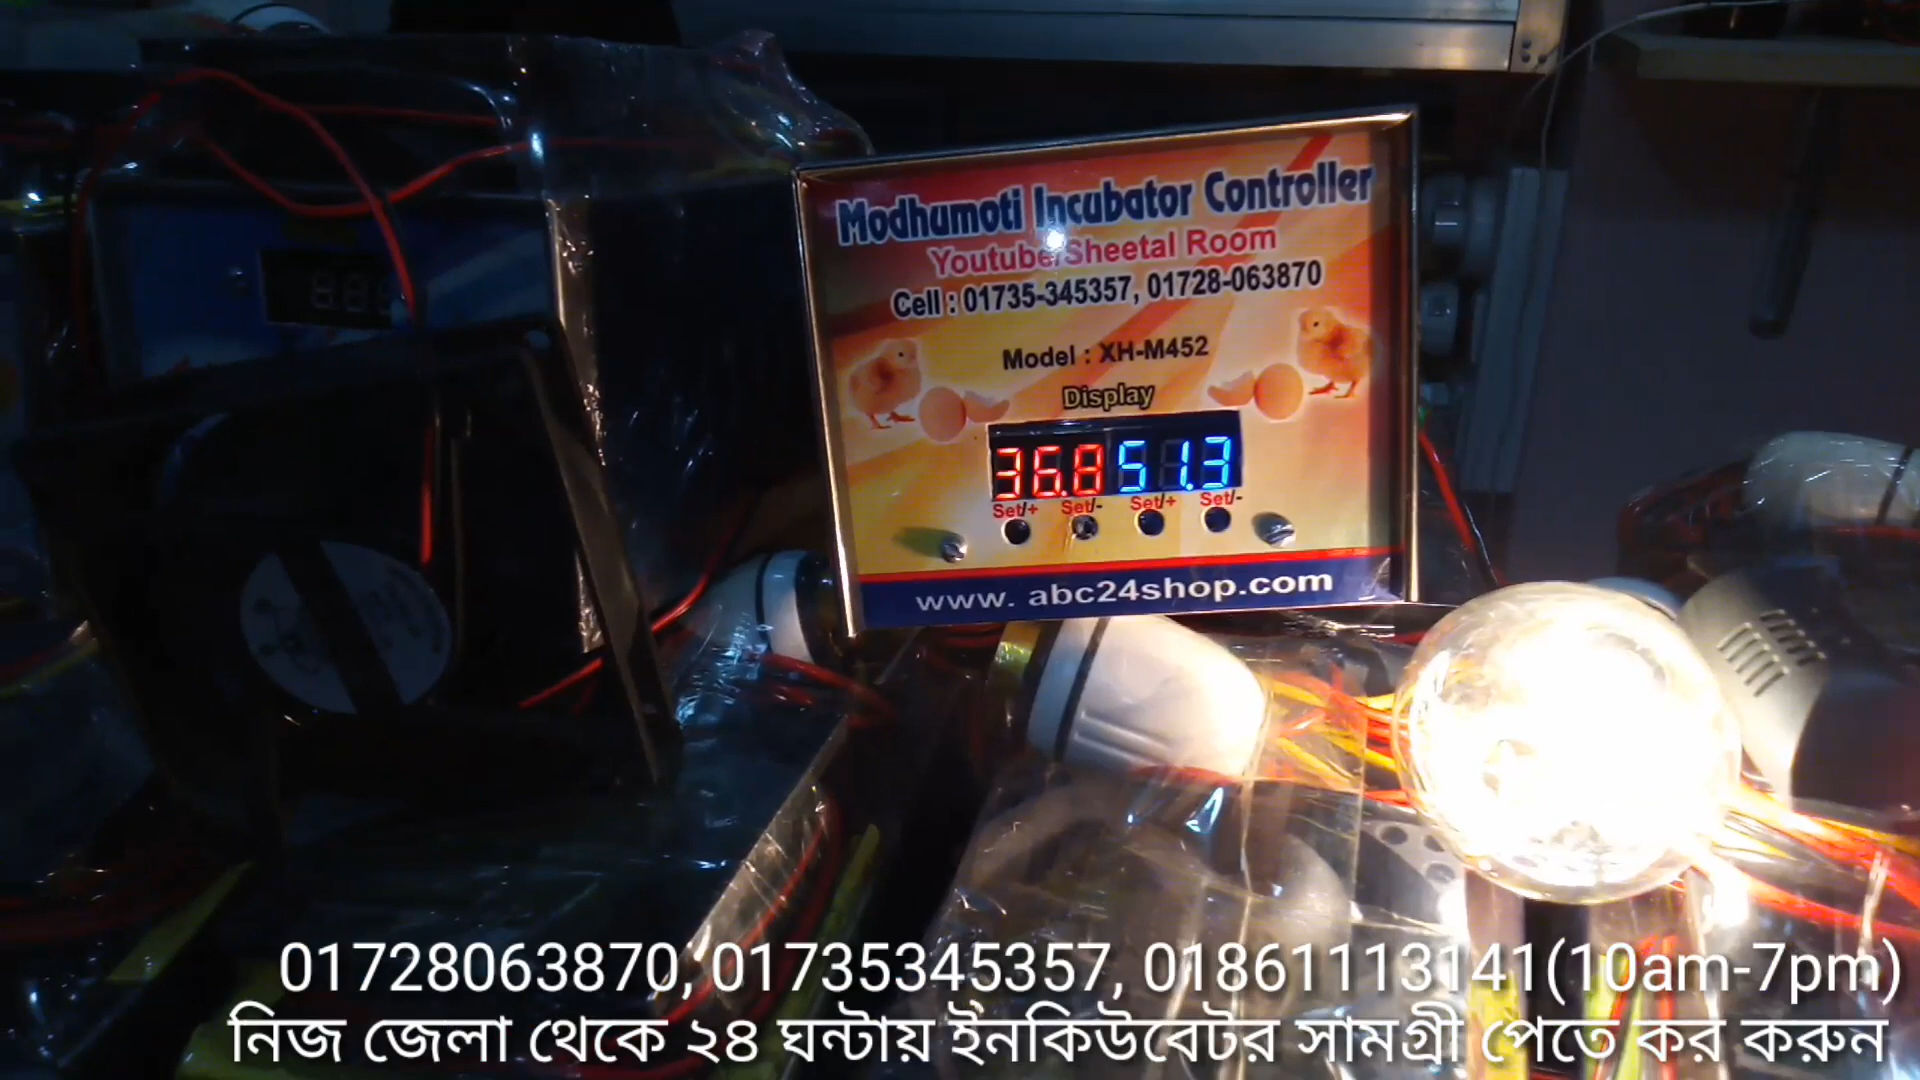 Modhumoti Incubator Controller
Youtube/Sheetal Room
Cell : 01735-345357, 01728-063870
Model : XH-M452
Display
36.8 51.3
Set/+ Set/- Set/+ Set/-
www. abc24shop.com
01728063870, 01735345357, 01861113141(10am-7pm)
নিজ জেলা থেকে ২৪ ঘন্টায় ইনকিউবেটর সামগ্রী পেতে কর করুন